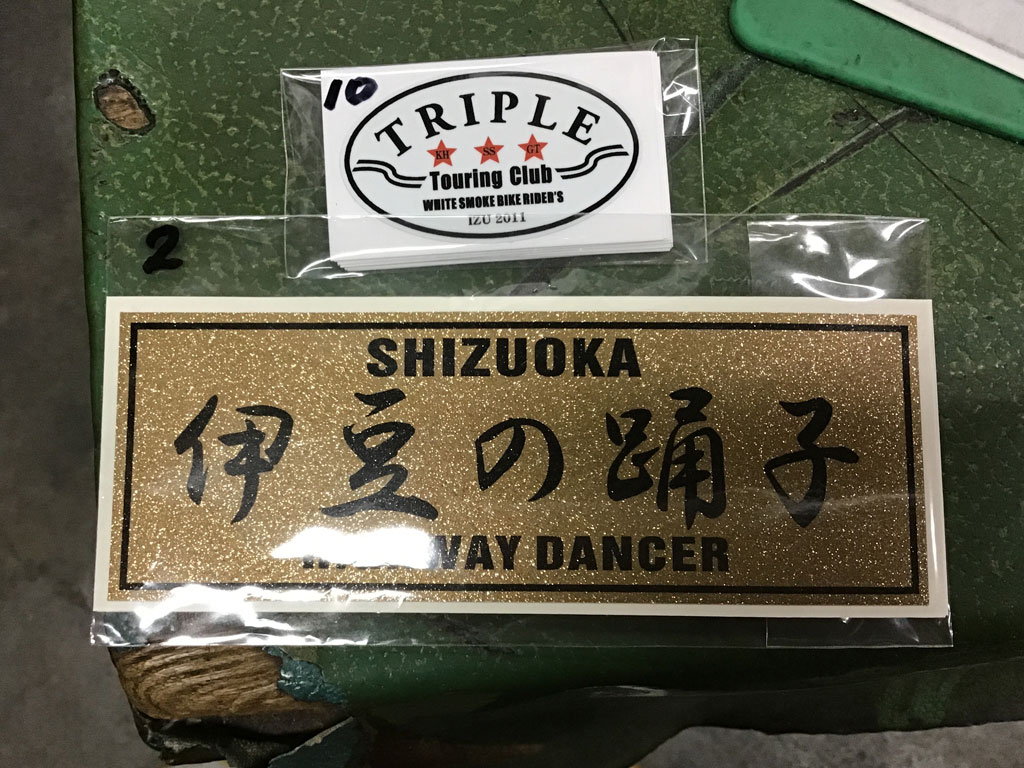 10
TRIPLE
KH SS GT
Touring Club
WHITE SMOKE BIKE RIDER'S
IZU 2011
2
SHIZUOKA
伊豆の踊子
DANCER